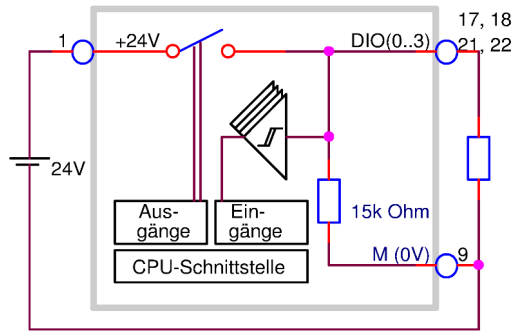 17, 18
1 +24V DIO(0..3) 21, 22
24V
15k Ohm
Aus-
gänge
Ein-
gänge
M (0V) 9
CPU-Schnittstelle